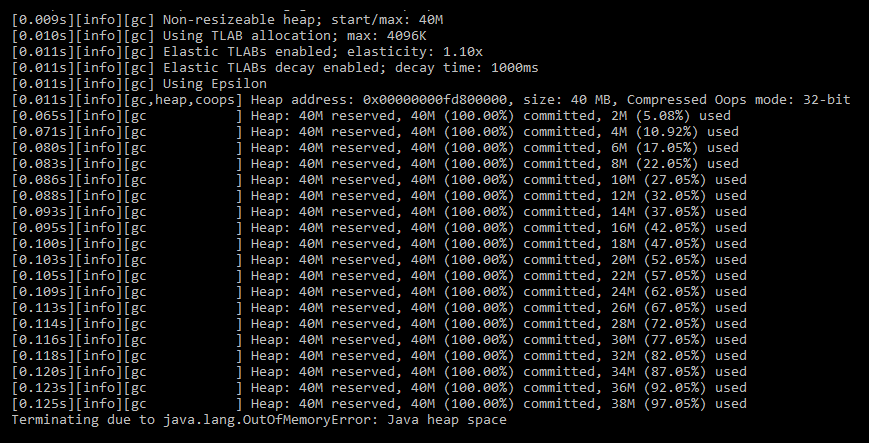 [0.009s][info][gc] Non-resizeable heap; start/max: 40M
[0.010s][info][gc] Using TLAB allocation; max: 4096K
[0.011s][info][gc] Elastic TLABs enabled; elasticity: 1.10x
[0.011s][info][gc] Elastic TLABs decay enabled; decay time: 1000ms
[0.011s][info][gc] Using Epsilon
[0.011s][info][gc,heap,coops] Heap address: 0x00000000fd800000, size: 40 MB, Compressed Oops mode: 32-bit
[0.065s][info][gc           ] Heap: 40M reserved, 40M (100.00%) committed, 2M (5.08%) used
[0.071s][info][gc           ] Heap: 40M reserved, 40M (100.00%) committed, 4M (10.92%) used
[0.080s][info][gc           ] Heap: 40M reserved, 40M (100.00%) committed, 6M (17.05%) used
[0.083s][info][gc           ] Heap: 40M reserved, 40M (100.00%) committed, 8M (22.05%) used
[0.086s][info][gc           ] Heap: 40M reserved, 40M (100.00%) committed, 10M (27.05%) used
[0.088s][info][gc           ] Heap: 40M reserved, 40M (100.00%) committed, 12M (32.05%) used
[0.093s][info][gc           ] Heap: 40M reserved, 40M (100.00%) committed, 14M (37.05%) used
[0.095s][info][gc           ] Heap: 40M reserved, 40M (100.00%) committed, 16M (42.05%) used
[0.100s][info][gc           ] Heap: 40M reserved, 40M (100.00%) committed, 18M (47.05%) used
[0.103s][info][gc           ] Heap: 40M reserved, 40M (100.00%) committed, 20M (52.05%) used
[0.105s][info][gc           ] Heap: 40M reserved, 40M (100.00%) committed, 22M (57.05%) used
[0.109s][info][gc           ] Heap: 40M reserved, 40M (100.00%) committed, 24M (62.05%) used
[0.113s][info][gc           ] Heap: 40M reserved, 40M (100.00%) committed, 26M (67.05%) used
[0.114s][info][gc           ] Heap: 40M reserved, 40M (100.00%) committed, 28M (72.05%) used
[0.116s][info][gc           ] Heap: 40M reserved, 40M (100.00%) committed, 30M (77.05%) used
[0.118s][info][gc           ] Heap: 40M reserved, 40M (100.00%) committed, 32M (82.05%) used
[0.120s][info][gc           ] Heap: 40M reserved, 40M (100.00%) committed, 34M (87.05%) used
[0.123s][info][gc           ] Heap: 40M reserved, 40M (100.00%) committed, 36M (92.05%) used
[0.125s][info][gc           ] Heap: 40M reserved, 40M (100.00%) committed, 38M (97.05%) used
Terminating due to java.lang.OutOfMemoryError: Java heap space